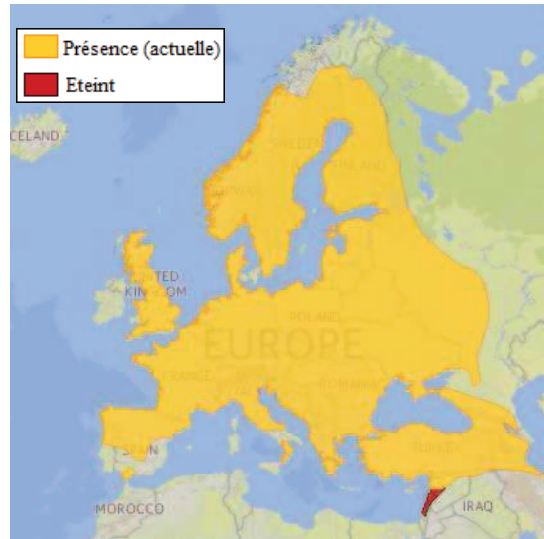 Présence (actuelle)
Eteint
ICELAND
SWEDEN
FINLAND
NORWAY
UNITED
KINGDOM
POLAND
EUROPE
FRANCE
ROMANIA
SPAIN
TURKEY
MOROCCO
IRAQ